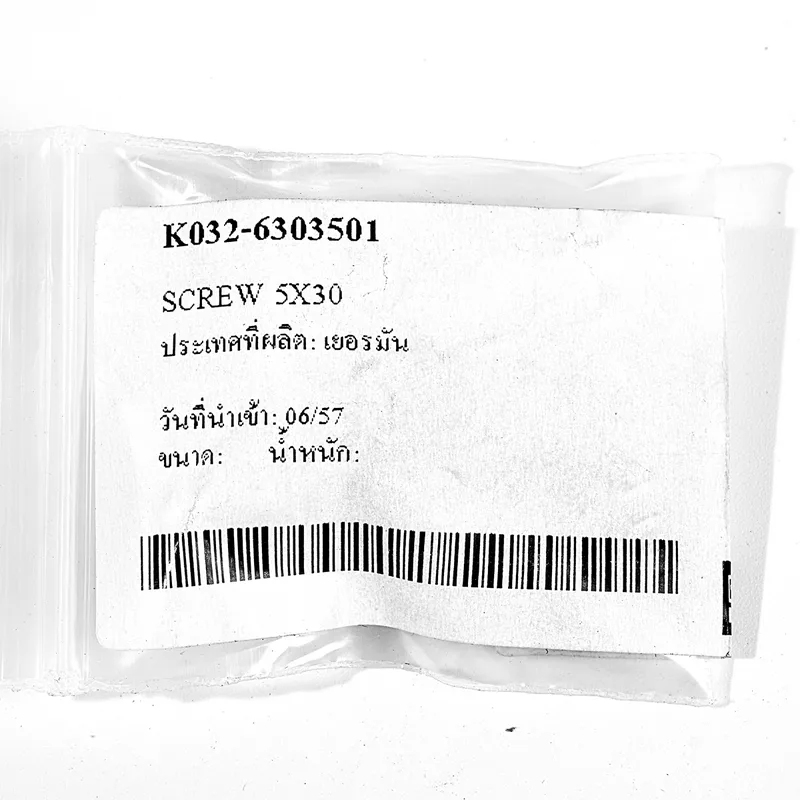 K032-6303501
SCREW 5X30
ประเทศที่ผลิต: เยอรมัน
วันที่นำเข้า: 06/57
ขนาด: น้ำหนัก: